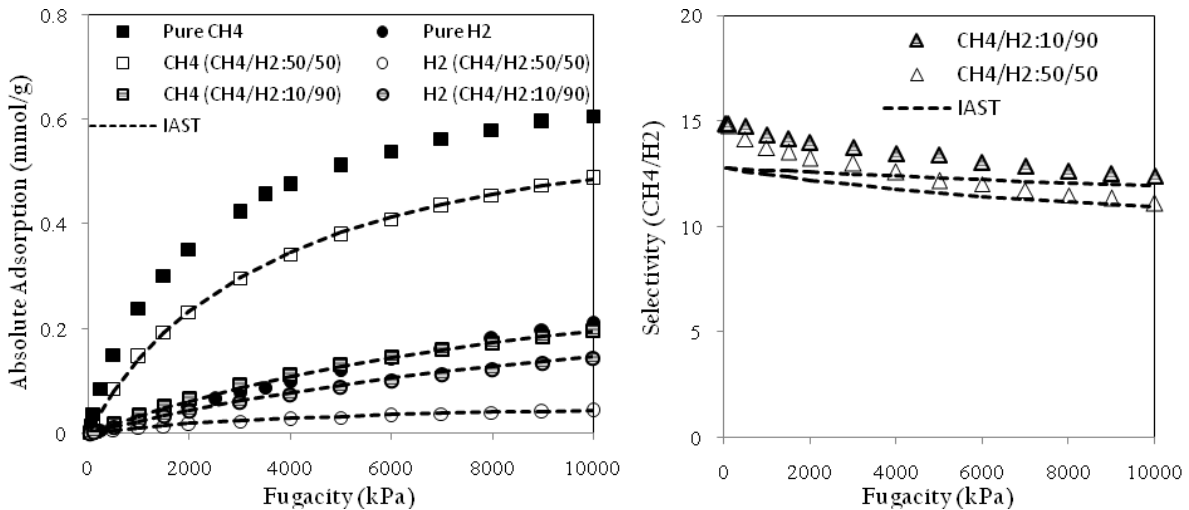 Absolute Adsorption (mmol/g)
0.8
0.6
0.4
0.2
0
Pure CH4
Pure H2
CH4 (CH4/H2:50/50)
H2 (CH4/H2:50/50)
CH4 (CH4/H2:10/90)
H2 (CH4/H2:10/90)
IAST
0 2000 4000 6000 8000 10000
Fugacity (kPa)
Selectivity (CH4/H2)
20
15
10
5
0
CH4/H2:10/90
CH4/H2:50/50
IAST
0 2000 4000 6000 8000 10000
Fugacity (kPa)